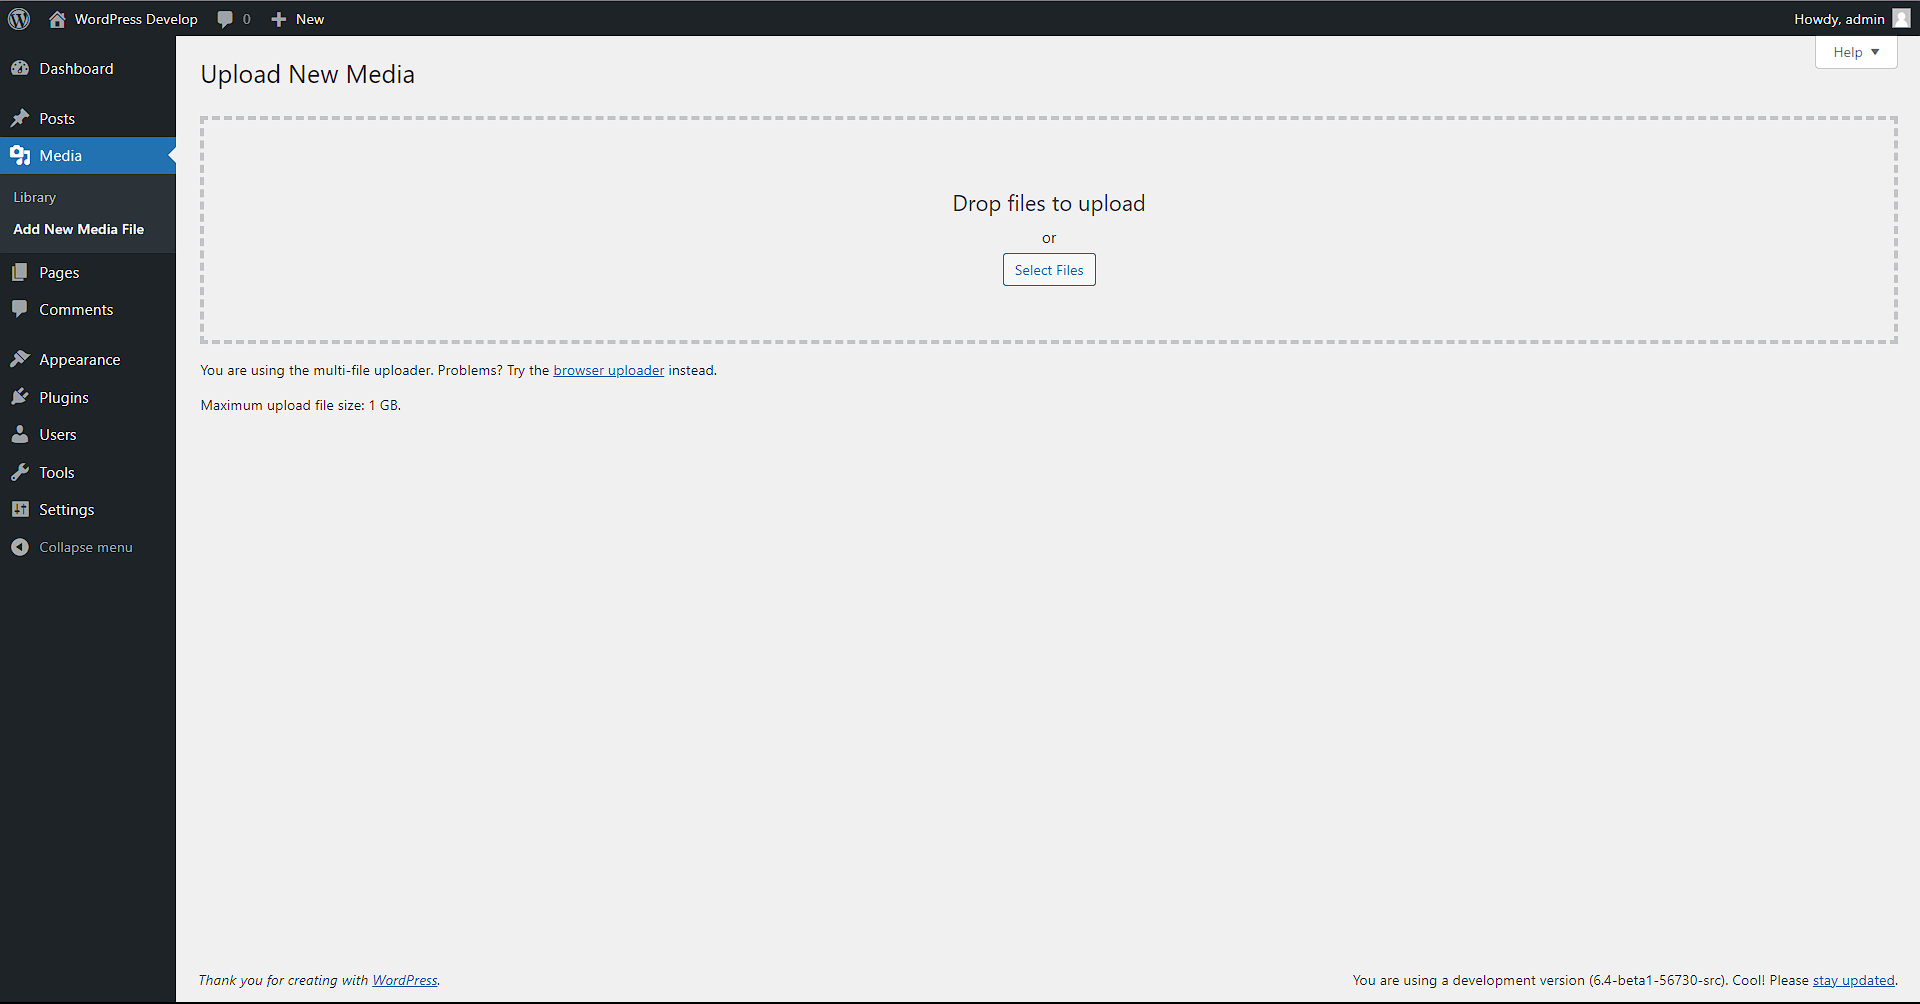 WordPress Develop 0 New Howdy, admin
Help
Dashboard
Posts
Media
Library
Add New Media File
Pages
Comments
Appearance
Plugins
Users
Tools
Settings
Collapse menu
Upload New Media
Drop files to upload
or
Select Files
You are using the multi-file uploader. Problems? Try the browser uploader instead.
Maximum upload file size: 1 GB.
Thank you for creating with WordPress.
You are using a development version (6.4-beta1-56730-src). Cool! Please stay updated.